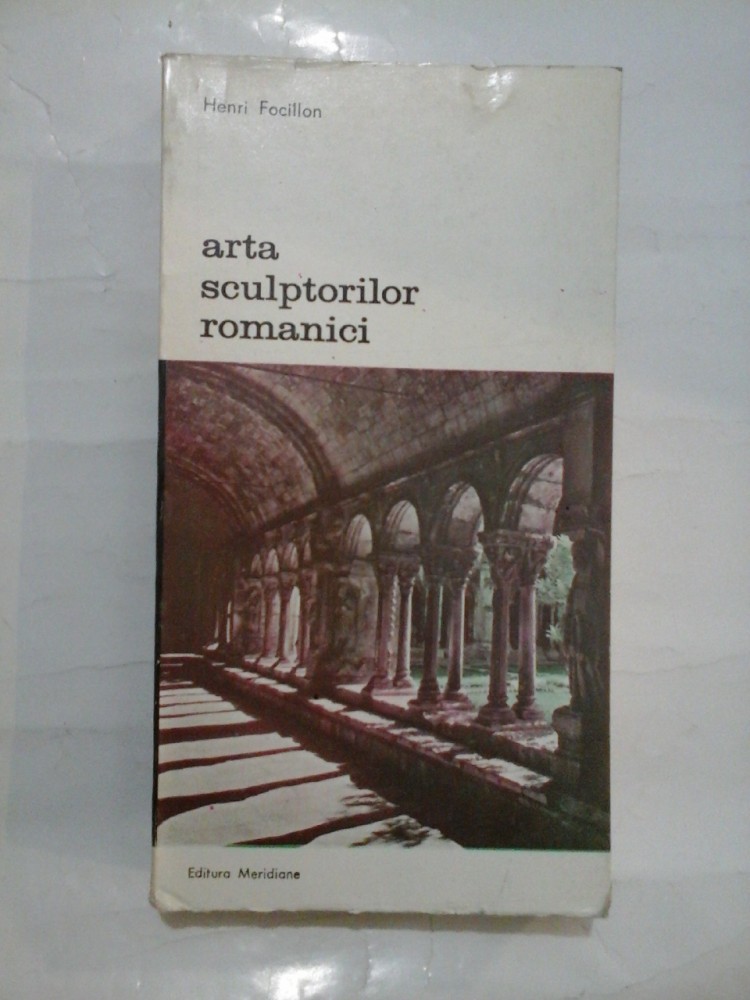 Henri Focillon
arta
sculptorilor
romanici
Editura Meridiane